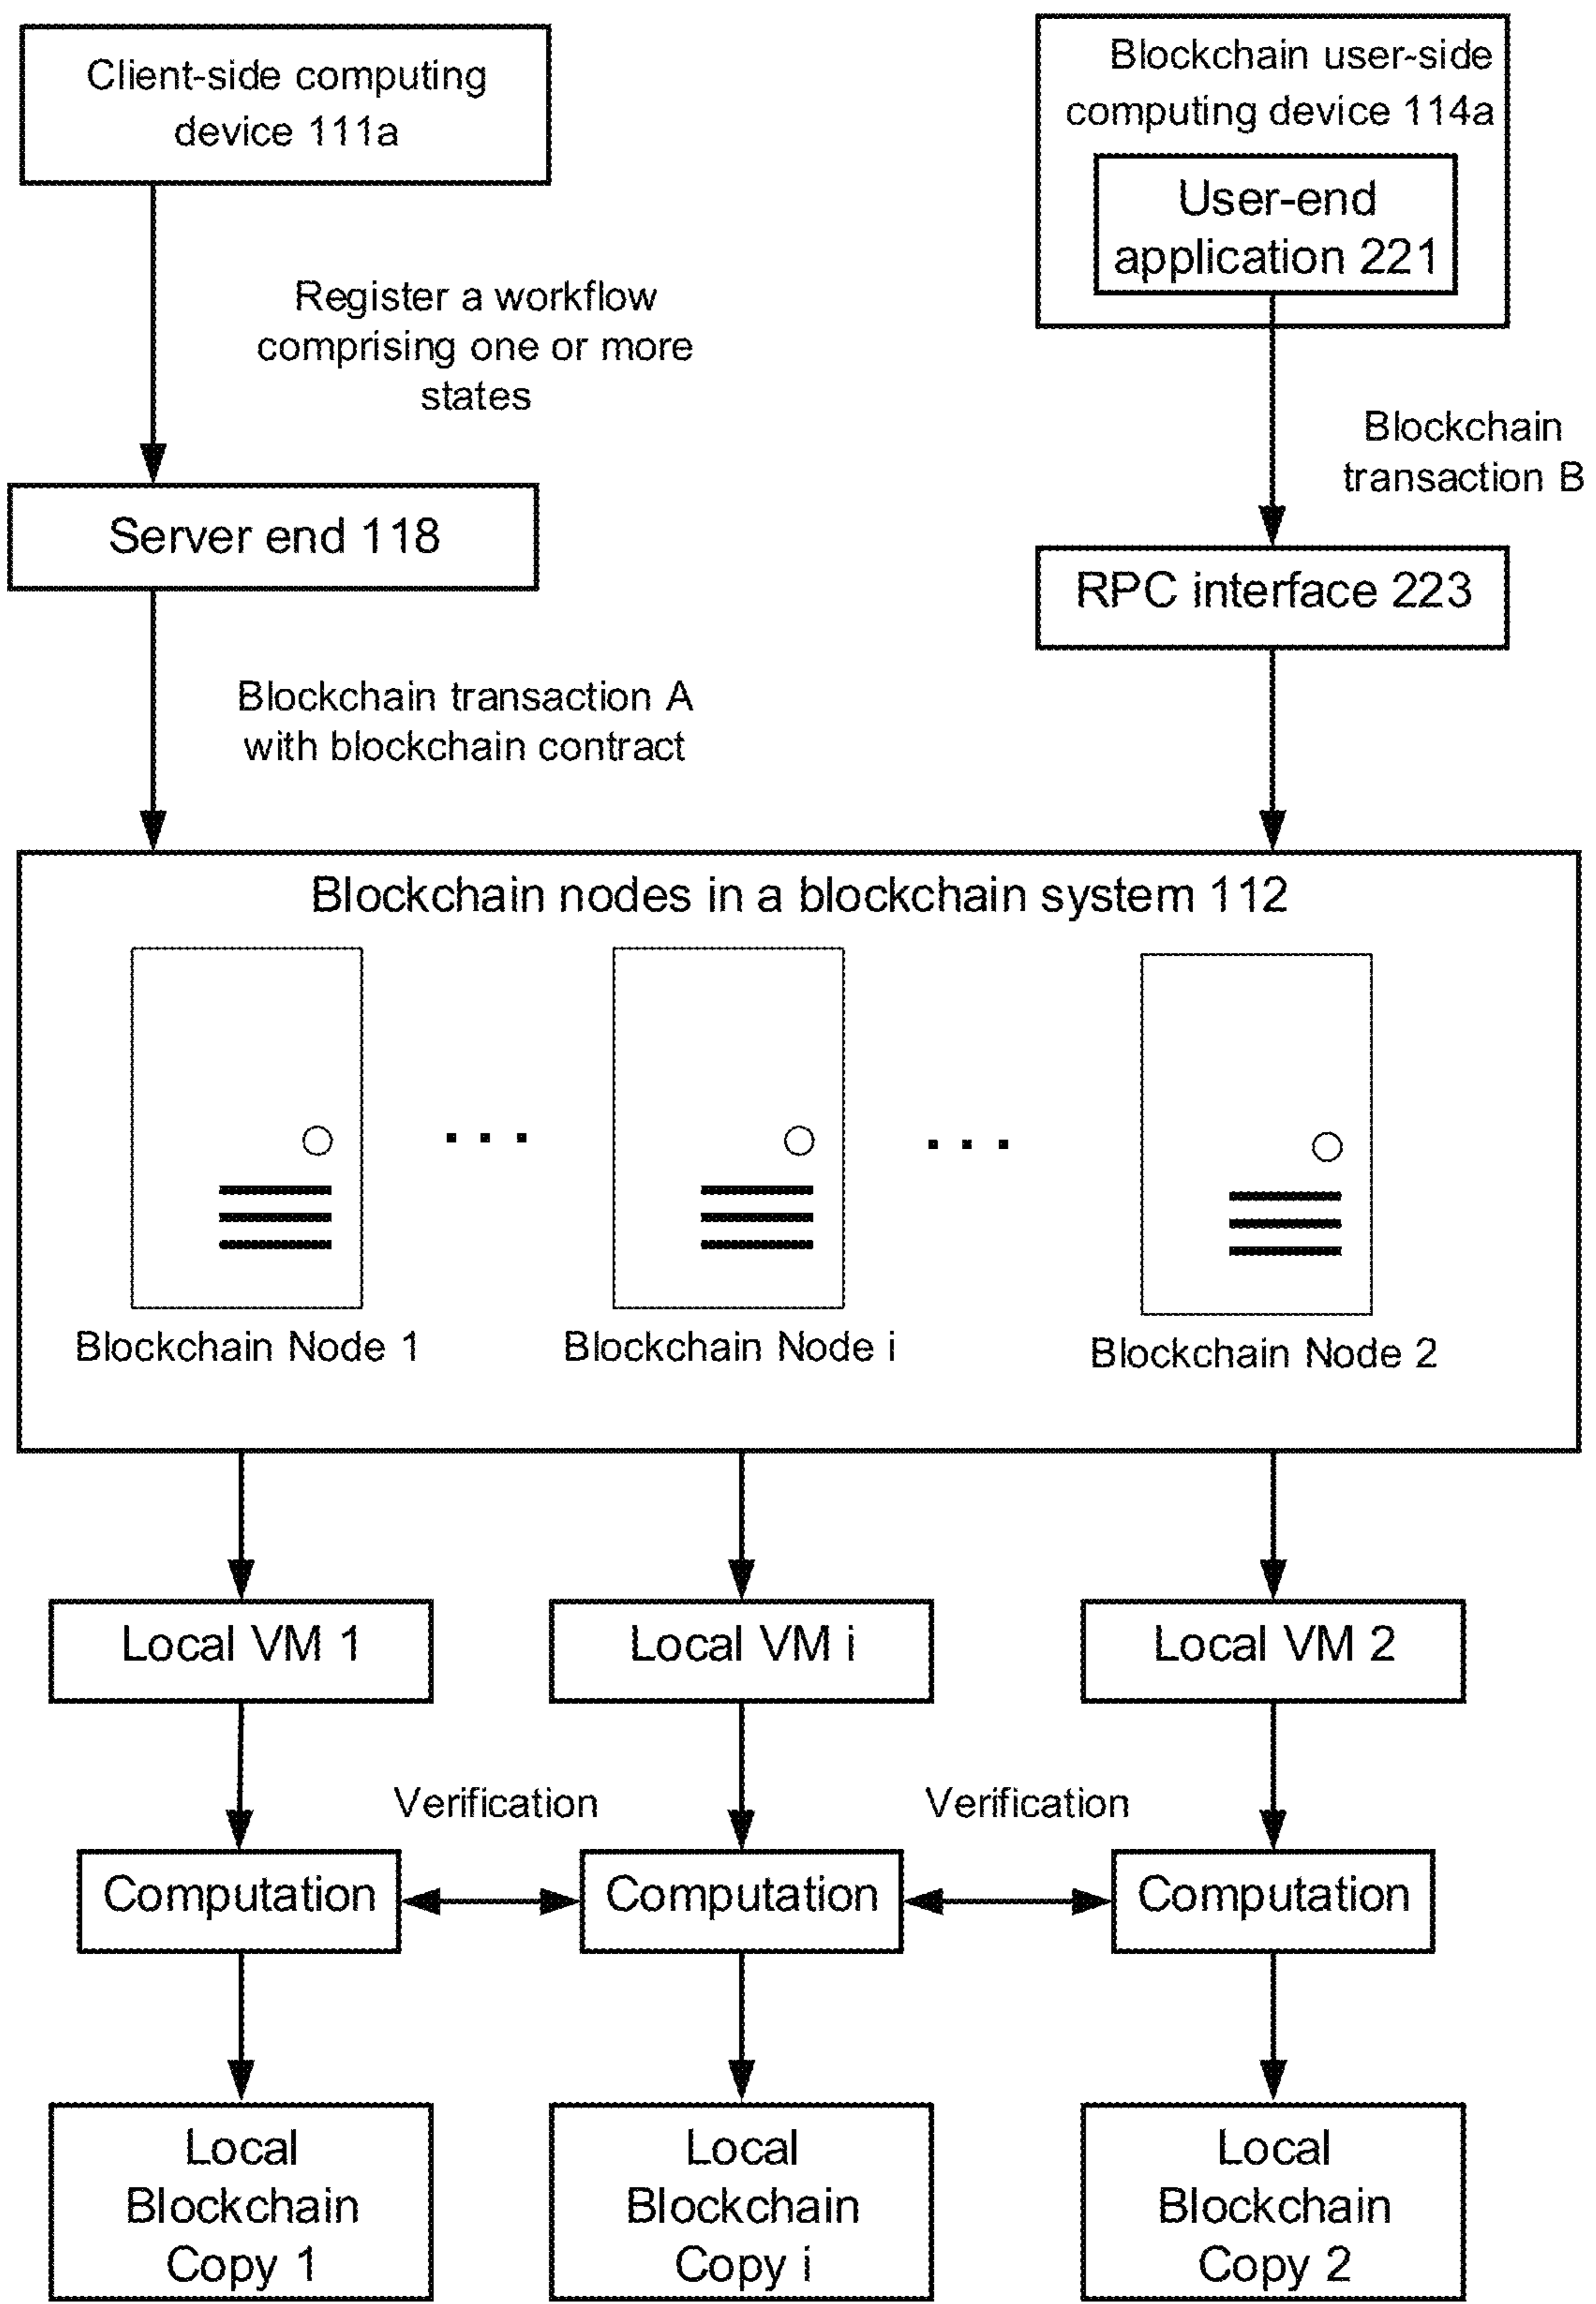 Client-side computing
device 111a
Blockchain user-side
computing device 114a
User-end
application 221
Register a workflow
comprising one or more
states
Blockchain
transaction B
Server end 118
RPC interface 223
Blockchain transaction A
with blockchain contract
Blockchain nodes in a blockchain system 112
. . .
. . .
Blockchain Node 1
Blockchain Node i
Blockchain Node 2
Local VM 1
Local VM i
Local VM 2
Verification
Verification
Computation
Computation
Computation
Local
Blockchain
Copy 1
Local
Blockchain
Copy i
Local
Blockchain
Copy 2